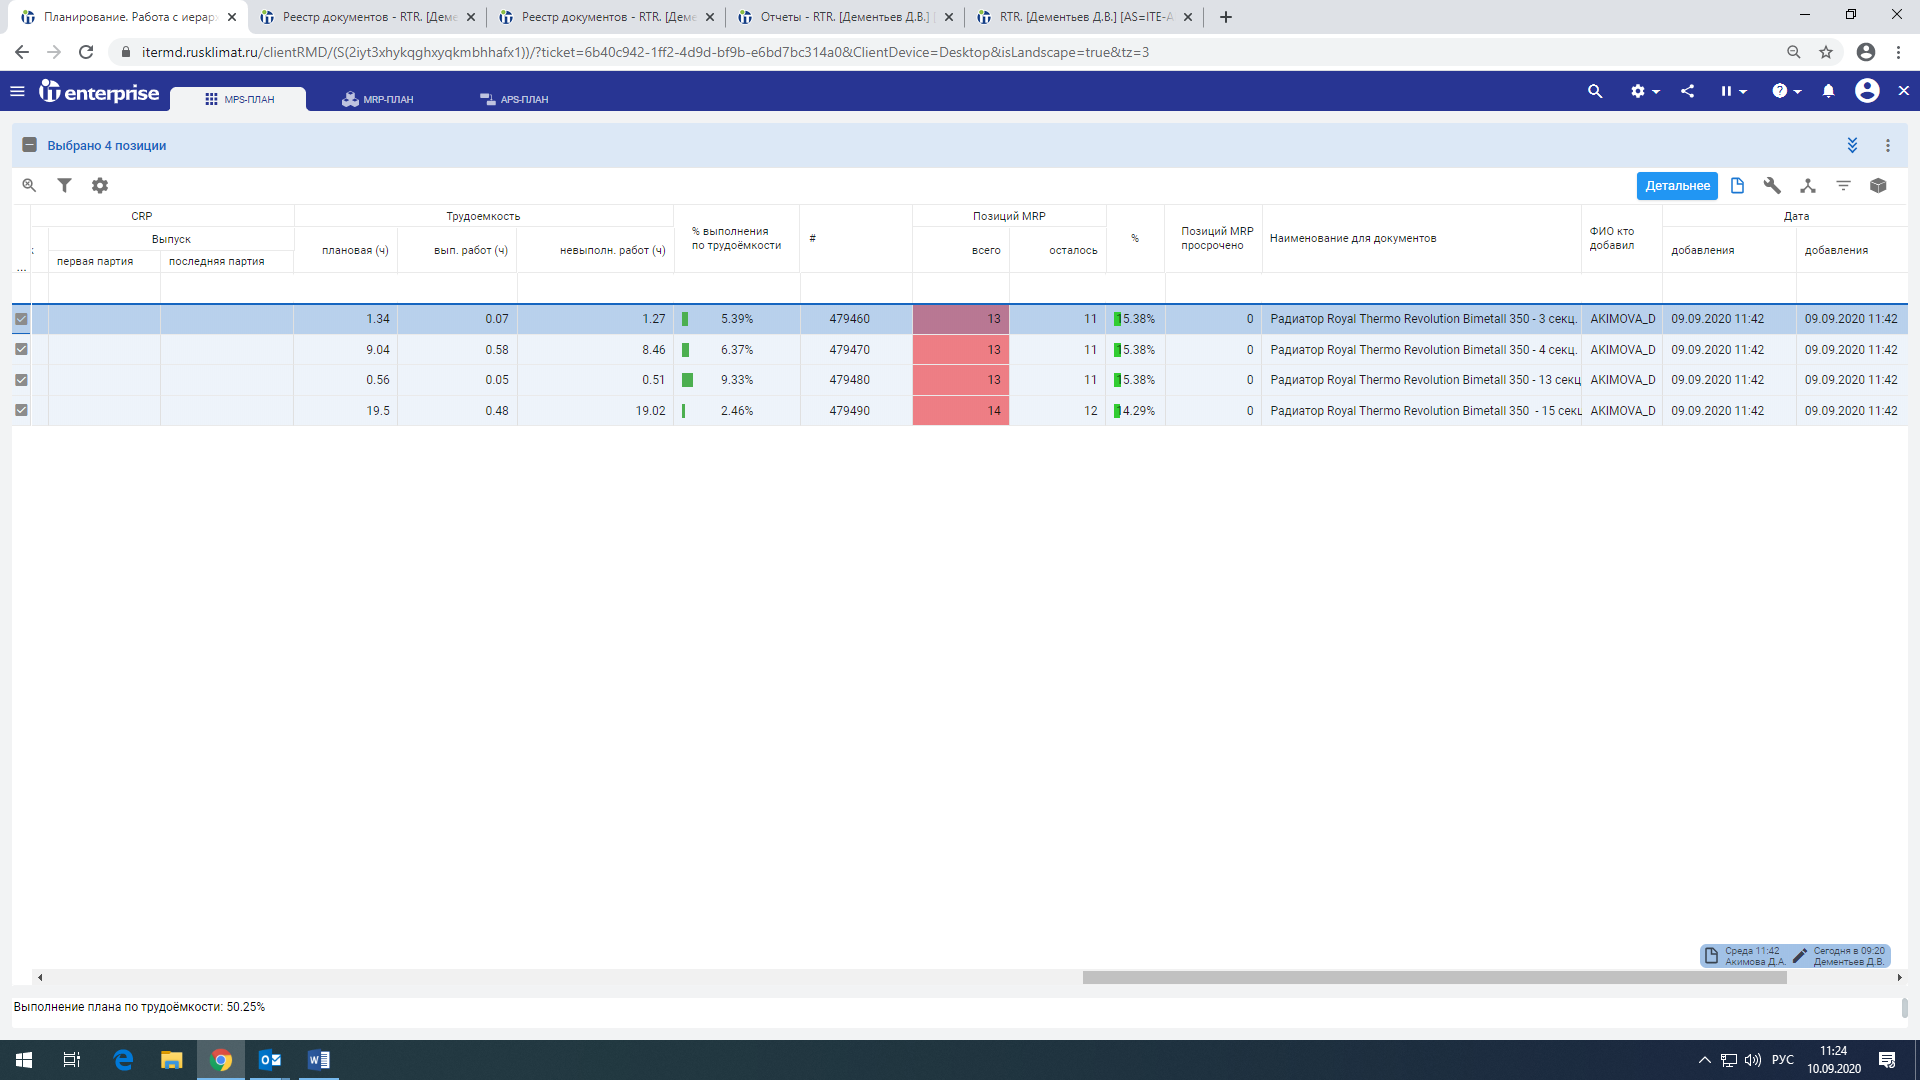 Планирование. Работа с иерар
Реестр документов - RTR. [Деме
Реестр документов - RTR. [Деме
Отчеты - RTR. [Дементьев Д.В.] [
RTR. [Дементьев Д.В.] [AS=ITE-A
itermd.rusklimat.ru/clientRMD/(S(2iyt3xhykqghxyqkmbhhafx1))/?ticket=6b40c942-1ff2-4d9d-bf9b-e6bd7bc314a0&ClientDevice=Desktop&isLandscape=true&tz=3
it enterprise
MPS-ПЛАН
MRP-ПЛАН
APS-ПЛАН
Выбрано 4 позиции
Детальнее
CRP
Трудоемкость
% выполнения
по трудоёмкости
#
Позиций MRP
%
Позиций MRP
просрочено
Наименование для документов
ФИО кто
добавил
Дата
Выпуск
плановая (ч)
вып. работ (ч)
невыполн. работ (ч)
всего
осталось
добавления
добавления
...
первая партия
последняя партия
1.34 0.07 1.27 5.39% 479460 13 11 15.38% 0 Радиатор Royal Thermo Revolution Bimetall 350 - 3 секц. AKIMOVA_D 09.09.2020 11:42 09.09.2020 11:42
9.04 0.58 8.46 6.37% 479470 13 11 15.38% 0 Радиатор Royal Thermo Revolution Bimetall 350 - 4 секц. AKIMOVA_D 09.09.2020 11:42 09.09.2020 11:42
0.56 0.05 0.51 9.33% 479480 13 11 15.38% 0 Радиатор Royal Thermo Revolution Bimetall 350 - 13 секц AKIMOVA_D 09.09.2020 11:42 09.09.2020 11:42
19.5 0.48 19.02 2.46% 479490 14 12 14.29% 0 Радиатор Royal Thermo Revolution Bimetall 350 - 15 секц AKIMOVA_D 09.09.2020 11:42 09.09.2020 11:42
Среда 11:42
Акимова Д.А.
Сегодня в 09:20
Дементьев Д.В.
Выполнение плана по трудоёмкости: 50.25%
РУС
11:24
10.09.2020